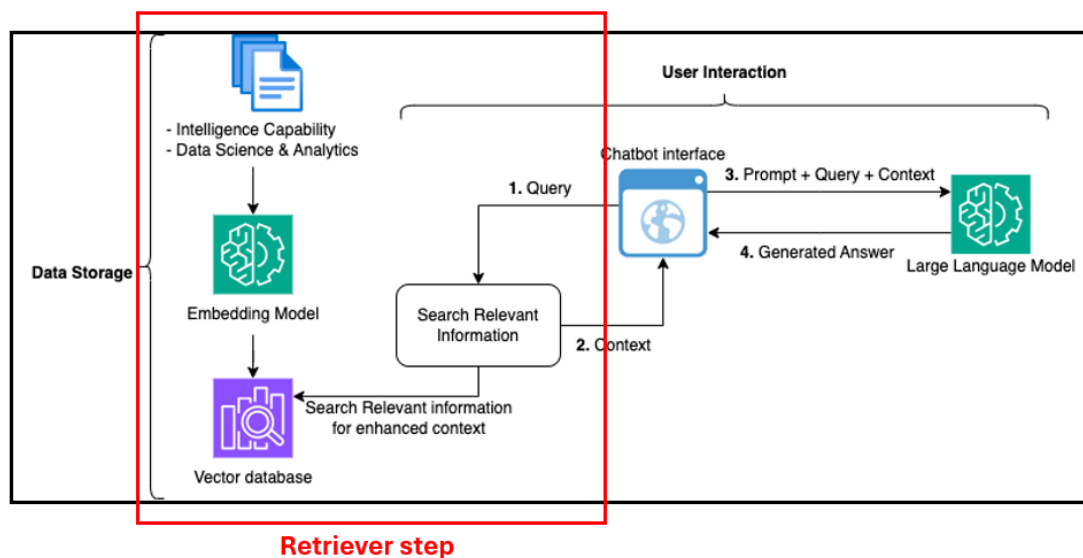 User Interaction
- Intelligence Capability
- Data Science & Analytics
Chatbot interface
1. Query
3. Prompt + Query + Context
4. Generated Answer
Large Language Model
Data Storage
Embedding Model
Search Relevant
Information
2. Context
Search Relevant information
for enhanced context
Vector database
Retriever step